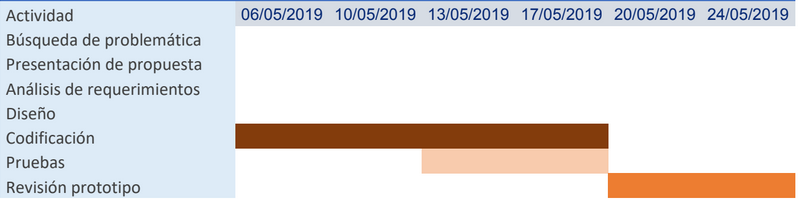 Actividad 06/05/2019 10/05/2019 13/05/2019 17/05/2019 20/05/2019 24/05/2019
Búsqueda de problemática
Presentación de propuesta
Análisis de requerimientos
Diseño
Codificación
Pruebas
Revisión prototipo